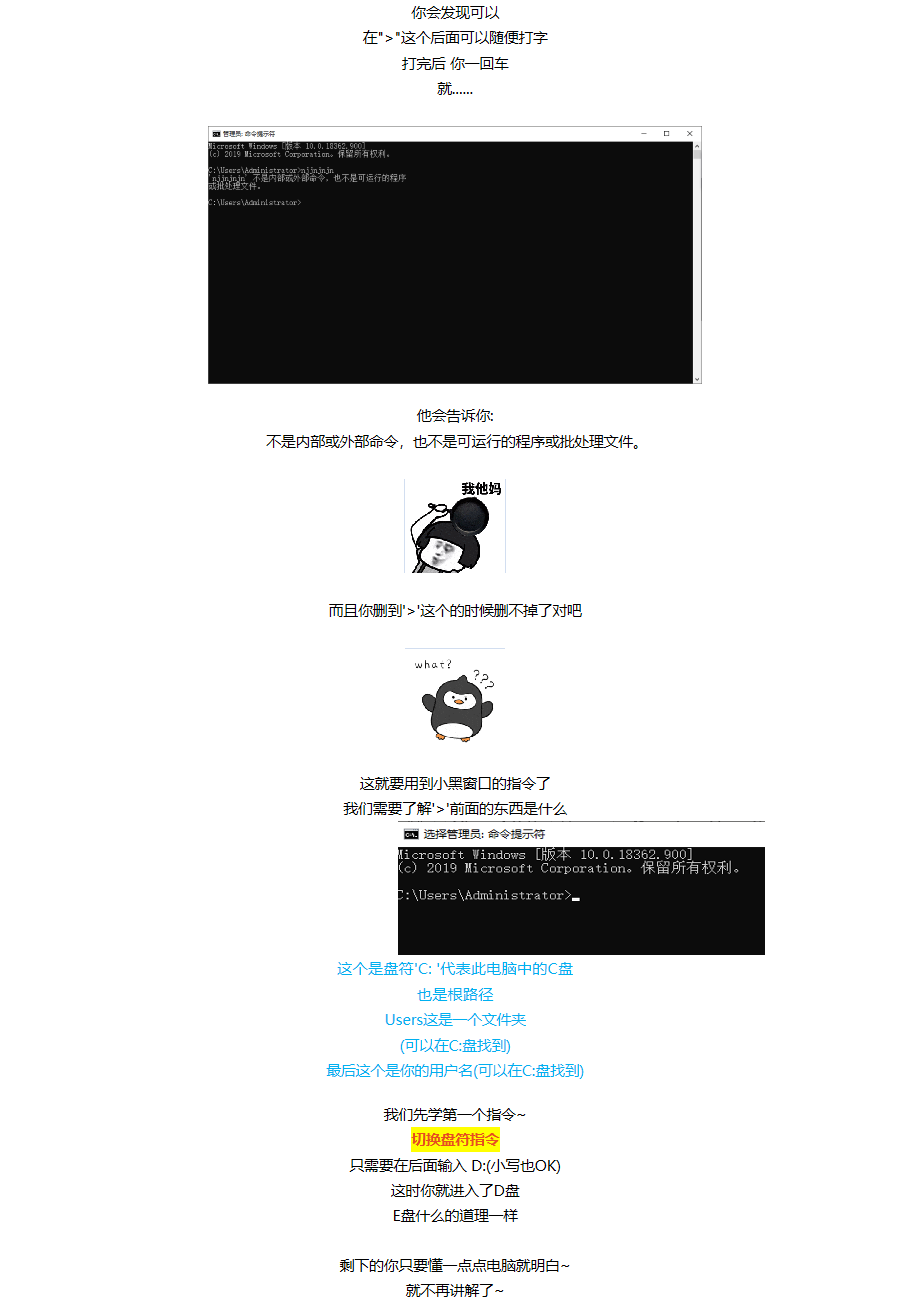 你会发现可以
在">"这个后面可以随便打字
打完后 你一回车
就......
管理员: 命令提示符
Microsoft Windows [版本 10.0.18362.900]
(c) 2019 Microsoft Corporation。保留所有权利。
C:\Users\Administrator>njjnjnjn
'njjnjnjn' 不是内部或外部命令，也不是可运行的程序
或批处理文件。
C:\Users\Administrator>
他会告诉你:
不是内部或外部命令，也不是可运行的程序或批处理文件。
我他妈
而且你删到'>'这个的时候删不掉了对吧
what?
???
这就要用到小黑窗口的指令了
我们需要了解'>'前面的东西是什么
选择管理员: 命令提示符
Microsoft Windows [版本 10.0.18362.900]
(c) 2019 Microsoft Corporation。保留所有权利。
C:\Users\Administrator>
这个是盘符'C: '代表此电脑中的C盘
也是根路径
Users这是一个文件夹
(可以在C:盘找到)
最后这个是你的用户名(可以在C:盘找到)
我们先学第一个指令~
切换盘符指令
只需要在后面输入 D:(小写也OK)
这时你就进入了D盘
E盘什么的道理一样
剩下的你只要懂一点点电脑就明白~
就不再讲解了~